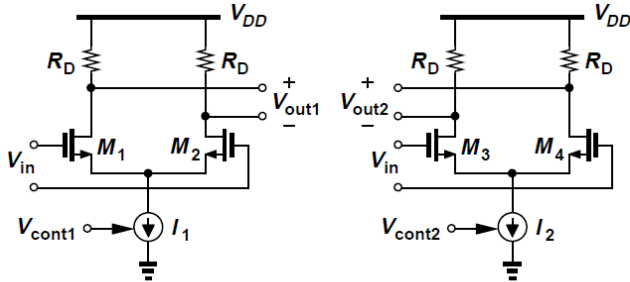 VDD VDD
RD RD RD RD
+ +
Vout1 Vout2
− −
M1 M2 M3 M4
Vin Vin
Vcont1 I1 Vcont2 I2